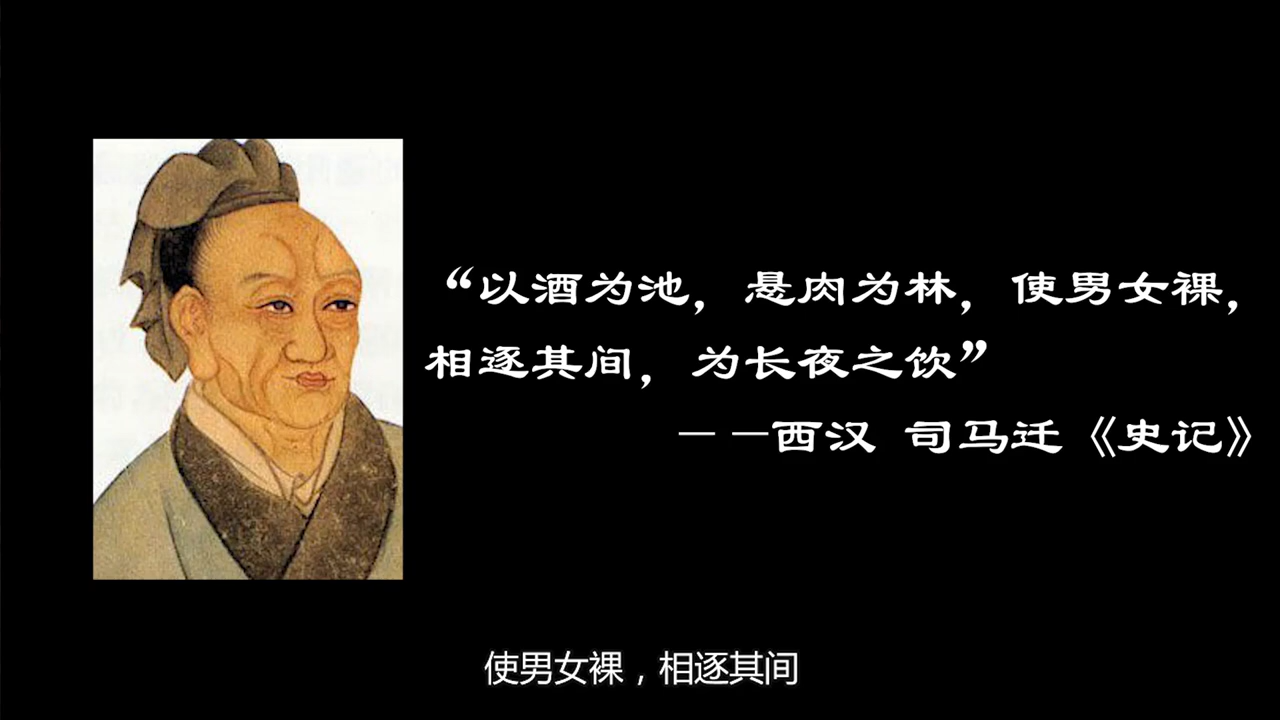 “以酒为池，悬肉为林，使男女裸，
相逐其间，为长夜之饮”
——西汉 司马迁《史记》
使男女裸，相逐其间